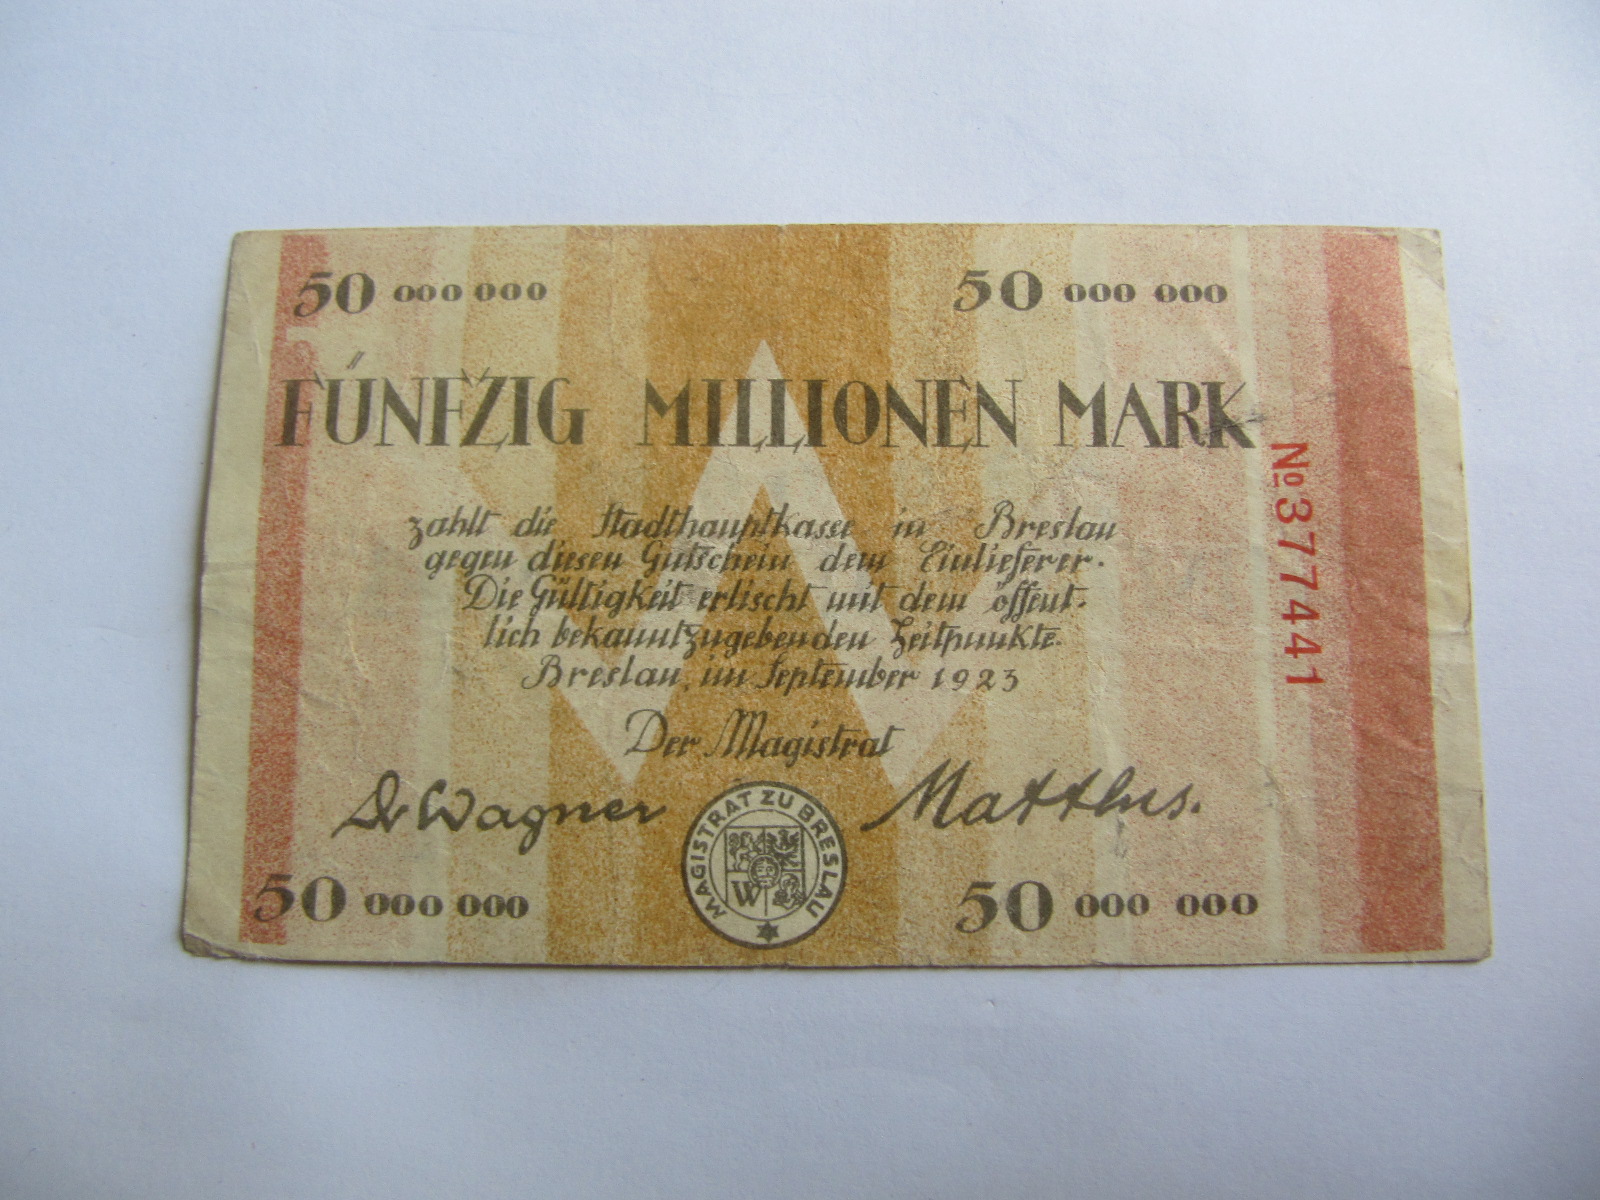 50 000 000 50 000 000
FÜNFZIG MILLIONEN MARK
zahlt die Stadthauptkasse in Breslau
gegen diesen Gutschein dem Einlieferer.
Die Gültigkeit erlischt mit dem öffent-
lich bekanntzugebenden Zeitpunkte.
Breslau, im September 1923
Der Magistrat
Dr Wagner Matthus.
MAGISTRAT ZU BRESLAU
W
50 000 000 50 000 000
No 377441